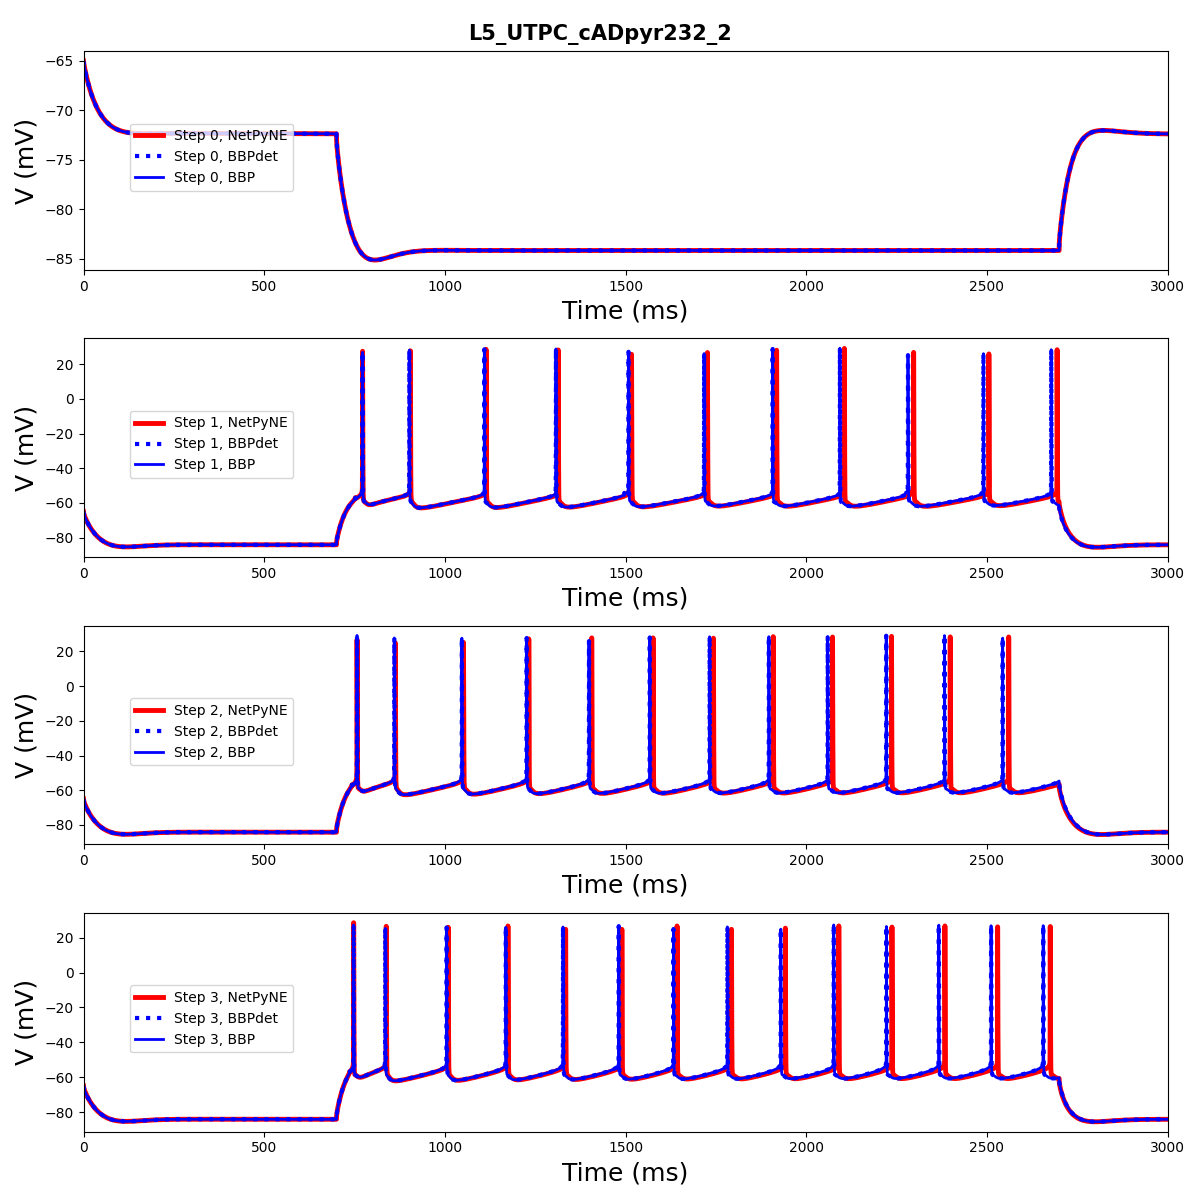 L5_UTPC_cADpyr232_2
V (mV)
−65
−70
−75
−80
−85
Step 0, NetPyNE
Step 0, BBPdet
Step 0, BBP
0 500 1000 1500 2000 2500 3000
Time (ms)
V (mV)
20
0
−20
−40
−60
−80
Step 1, NetPyNE
Step 1, BBPdet
Step 1, BBP
0 500 1000 1500 2000 2500 3000
Time (ms)
V (mV)
20
0
−20
−40
−60
−80
Step 2, NetPyNE
Step 2, BBPdet
Step 2, BBP
0 500 1000 1500 2000 2500 3000
Time (ms)
V (mV)
20
0
−20
−40
−60
−80
Step 3, NetPyNE
Step 3, BBPdet
Step 3, BBP
0 500 1000 1500 2000 2500 3000
Time (ms)